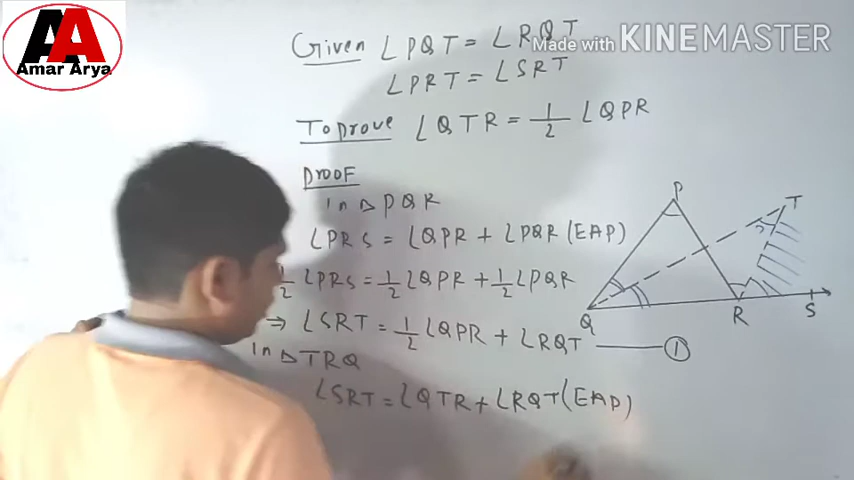 AA
Amar Arya
Made with KINEMASTER
Given ∠PQT = ∠RQT
∠PRT = ∠SRT
To prove ∠QTR = 1/2 ∠QPR
Proof
In △PQR
∠PRS = ∠QPR + ∠PQR (EAP)
1/2 ∠PRS = 1/2 ∠QPR + 1/2 ∠PQR
⇒ ∠SRT = 1/2 ∠QPR + ∠RQT —— ①
In △TRQ
∠SRT = ∠QTR + ∠RQT (EAP)
P
T
Q
R
S